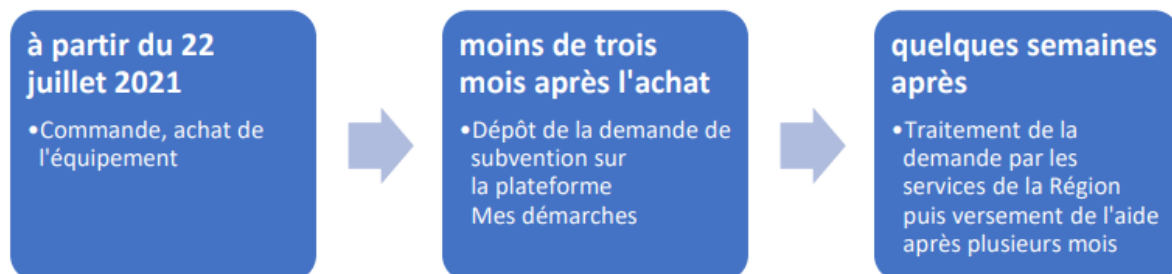 à partir du 22
juillet 2021
•Commande, achat de
l'équipement
moins de trois
mois après l'achat
•Dépôt de la demande de
subvention sur
la plateforme
Mes démarches
quelques semaines
après
•Traitement de la
demande par les
services de la Région
puis versement de l'aide
après plusieurs mois